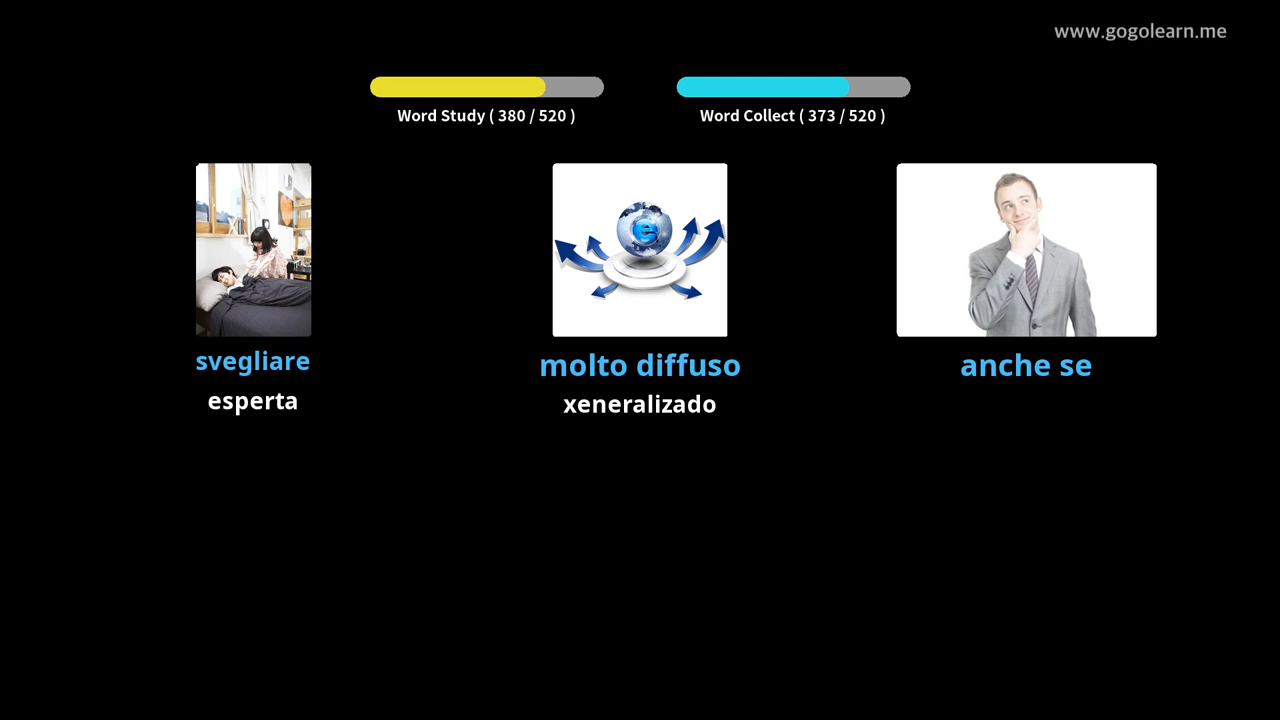 www.gogolearn.me
Word Study ( 380 / 520 )
Word Collect ( 373 / 520 )
e
svegliare
esperta
molto diffuso
xeneralizado
anche se